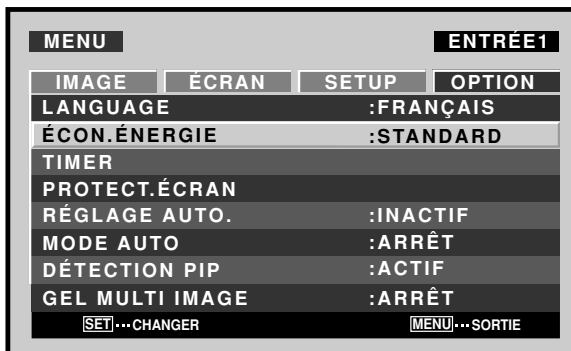 MENU ENTRÉE1
IMAGE ÉCRAN SETUP OPTION
LANGUAGE :FRANÇAIS
ÉCON.ÉNERGIE :STANDARD
TIMER
PROTECT.ÉCRAN
RÉGLAGE AUTO. :INACTIF
MODE AUTO :ARRÊT
DÉTECTION PIP :ACTIF
GEL MULTI IMAGE :ARRÊT
SET···CHANGER MENU···SORTIE